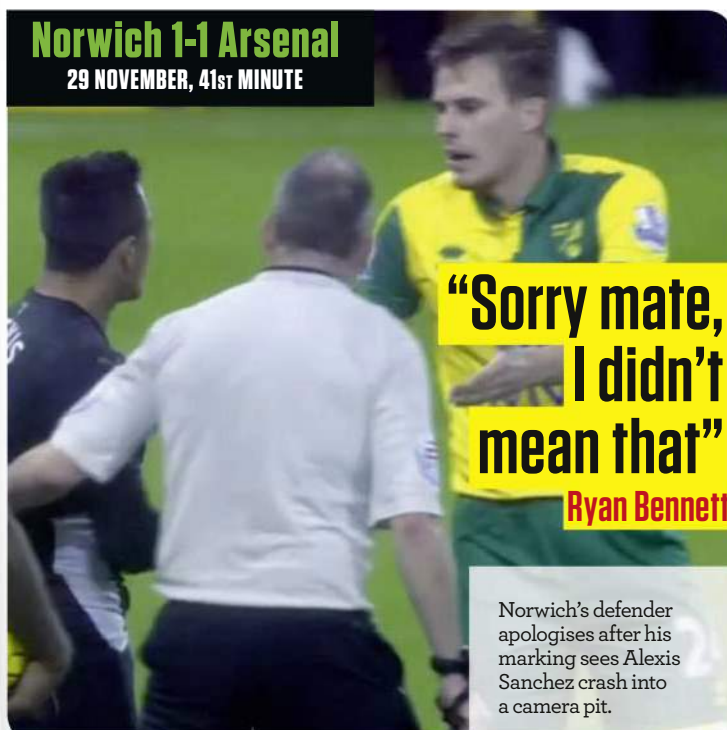 Norwich 1-1 Arsenal
29 NOVEMBER, 41ST MINUTE
“Sorry mate,
I didn’t
mean that”
Ryan Bennett
Norwich’s defender
apologises after his
marking sees Alexis
Sanchez crash into
a camera pit.